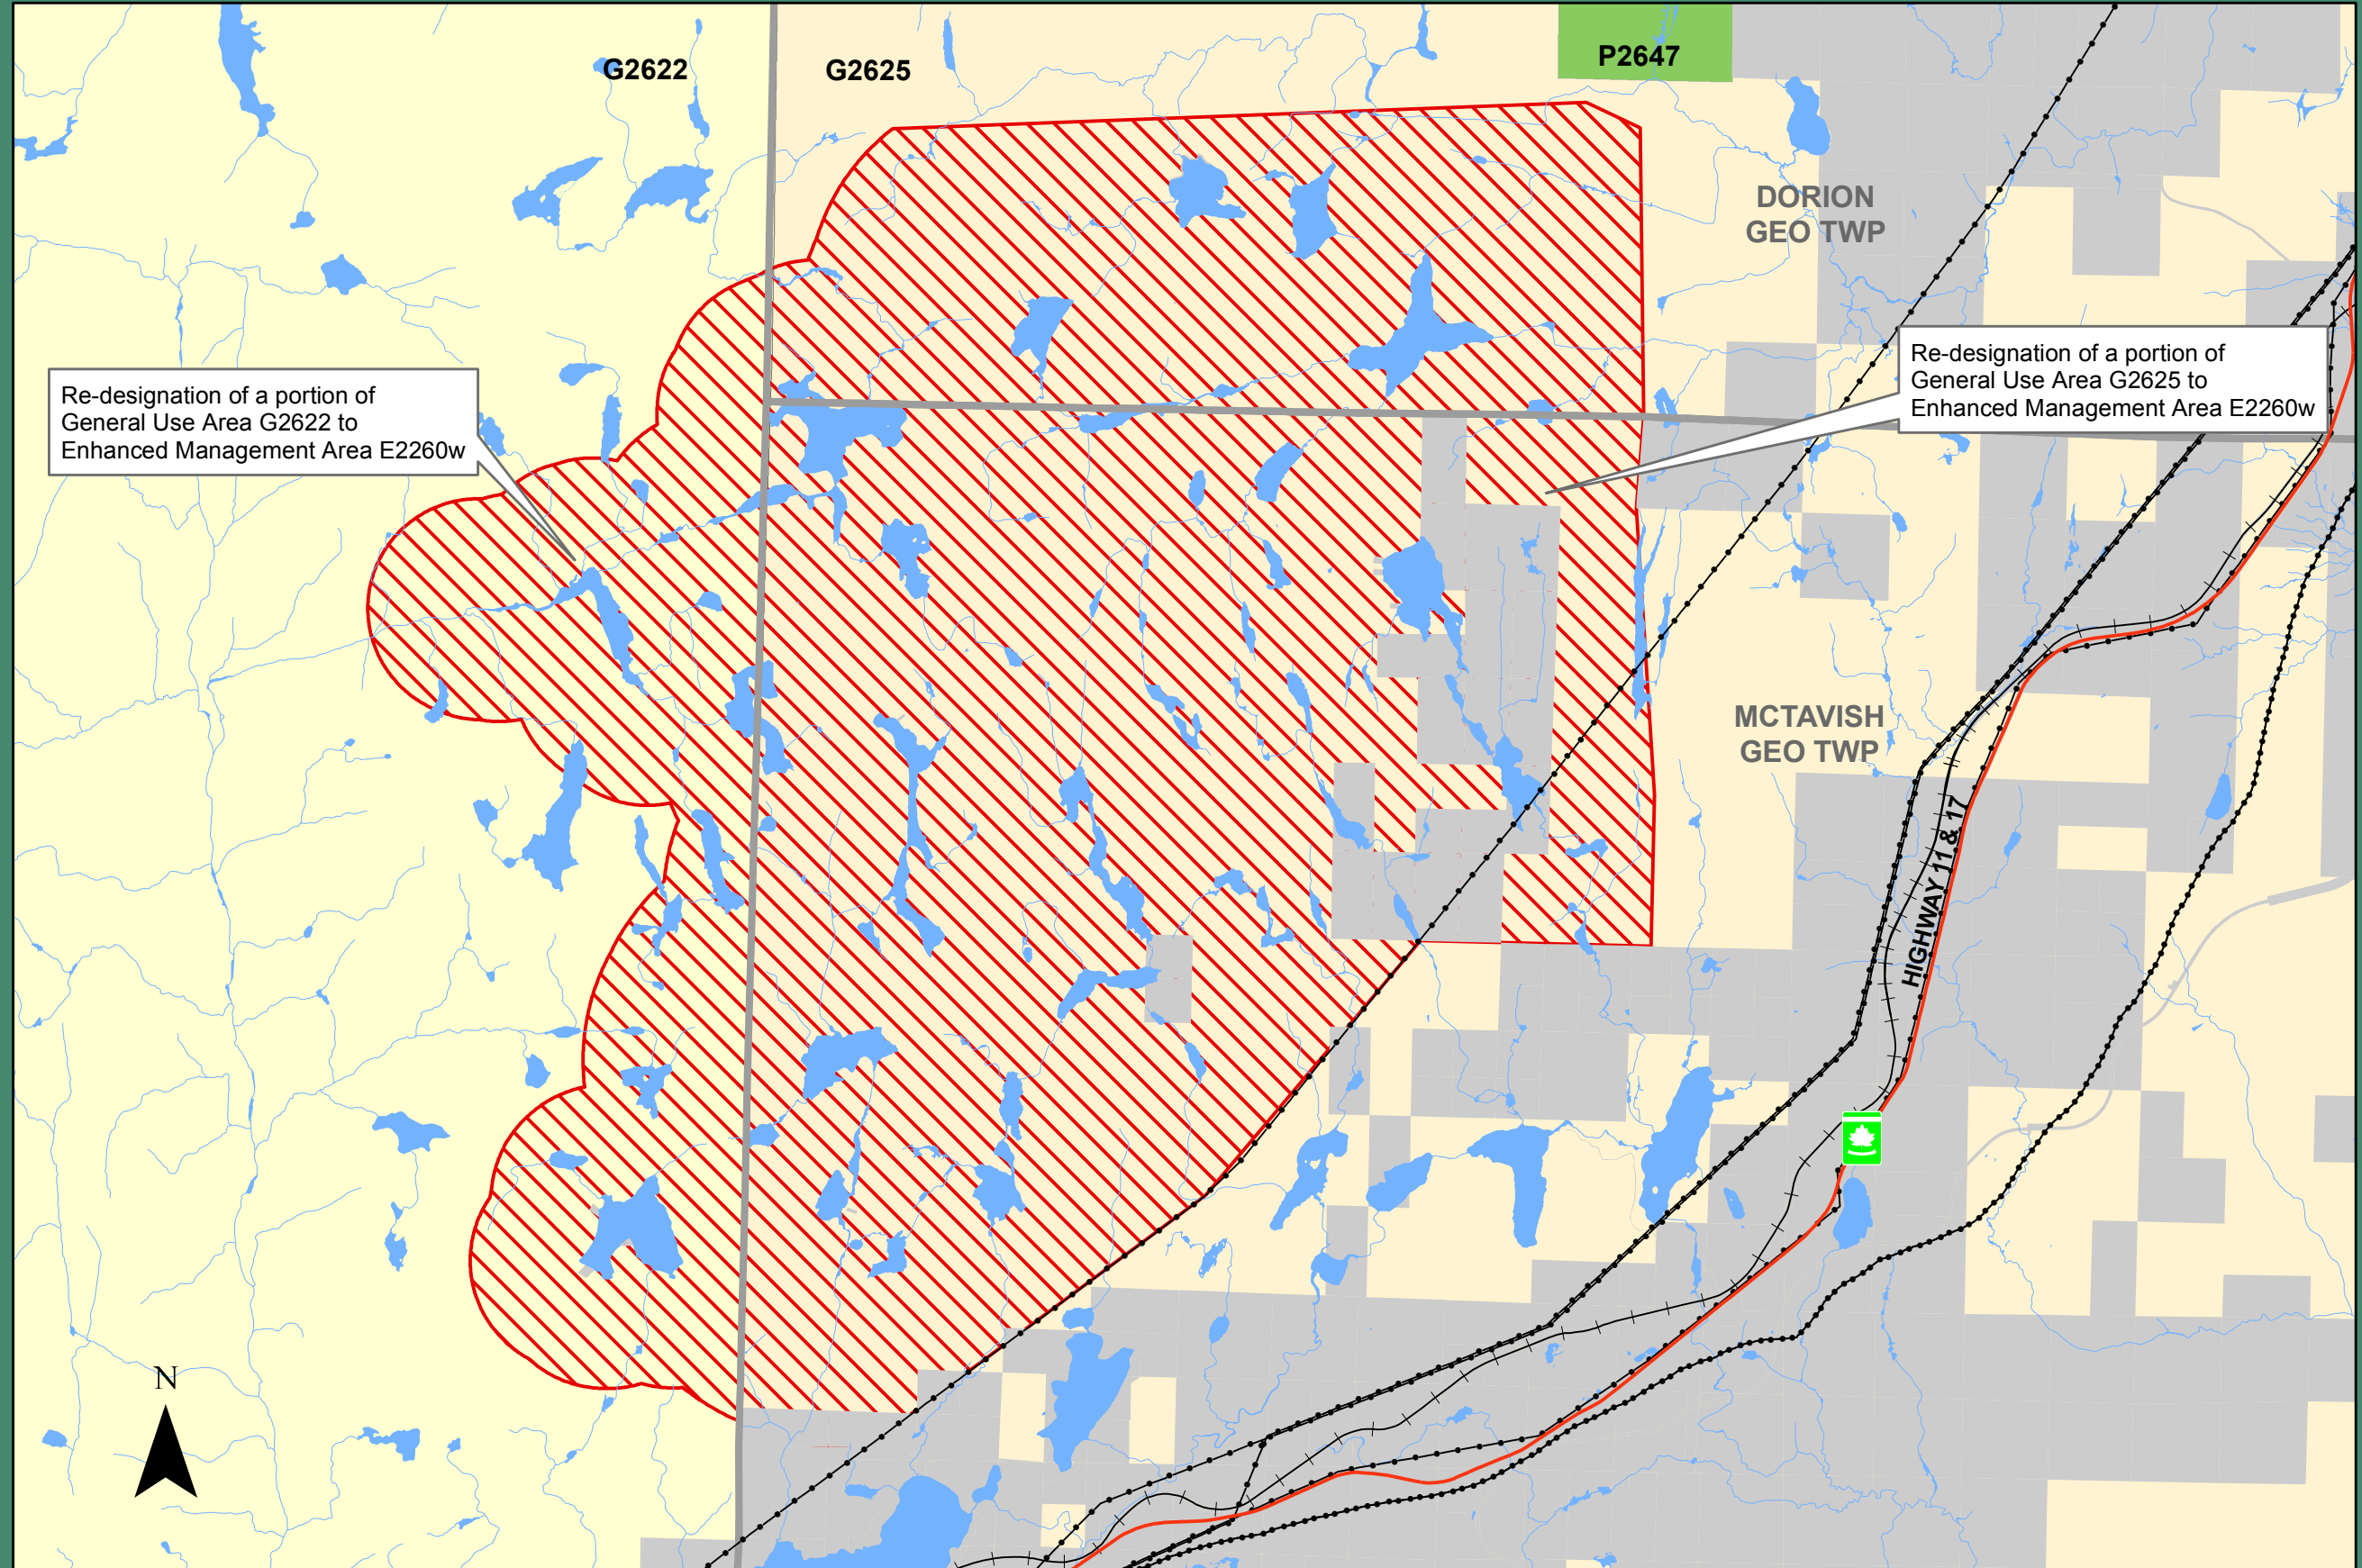 G2622
G2625
P2647
DORION
GEO TWP
Re-designation of a portion of
General Use Area G2625 to
Enhanced Management Area E2260w
Re-designation of a portion of
General Use Area G2622 to
Enhanced Management Area E2260w
MCTAVISH
GEO TWP
HIGHWAY 11 & 17
N